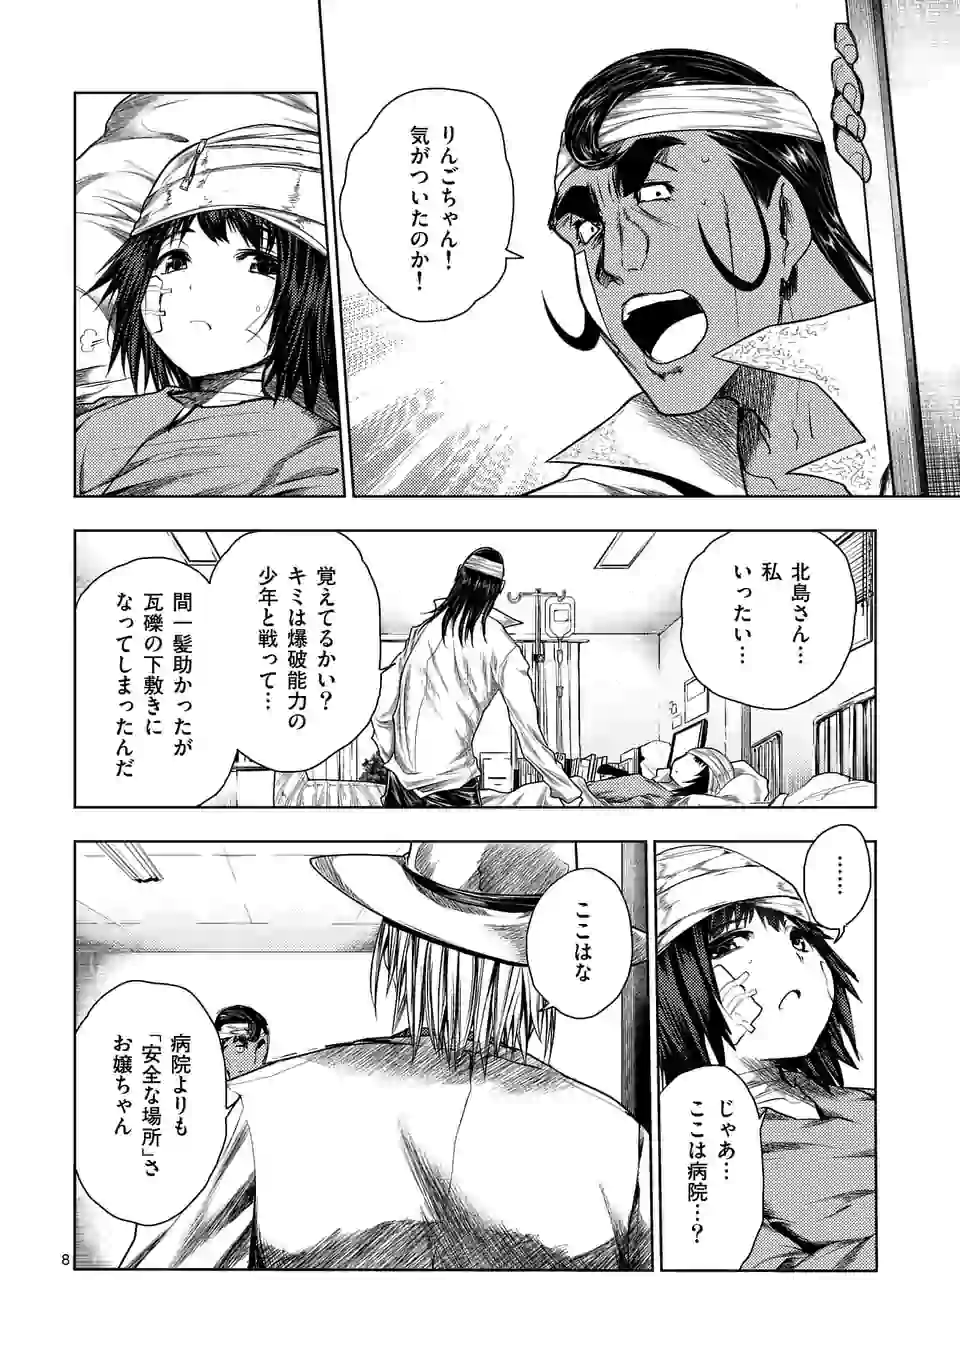 りんごちゃん！
気がついたのか！
北島さん…
私
いったい…
覚えてるかい？
キミは爆破能力の
少年と戦って…
間一髪助かったが
瓦礫の下敷きに
なってしまったんだ
……
じゃあ…
ここは病院…？
ここはな
病院よりも
「安全な場所」さ
お嬢ちゃん
8